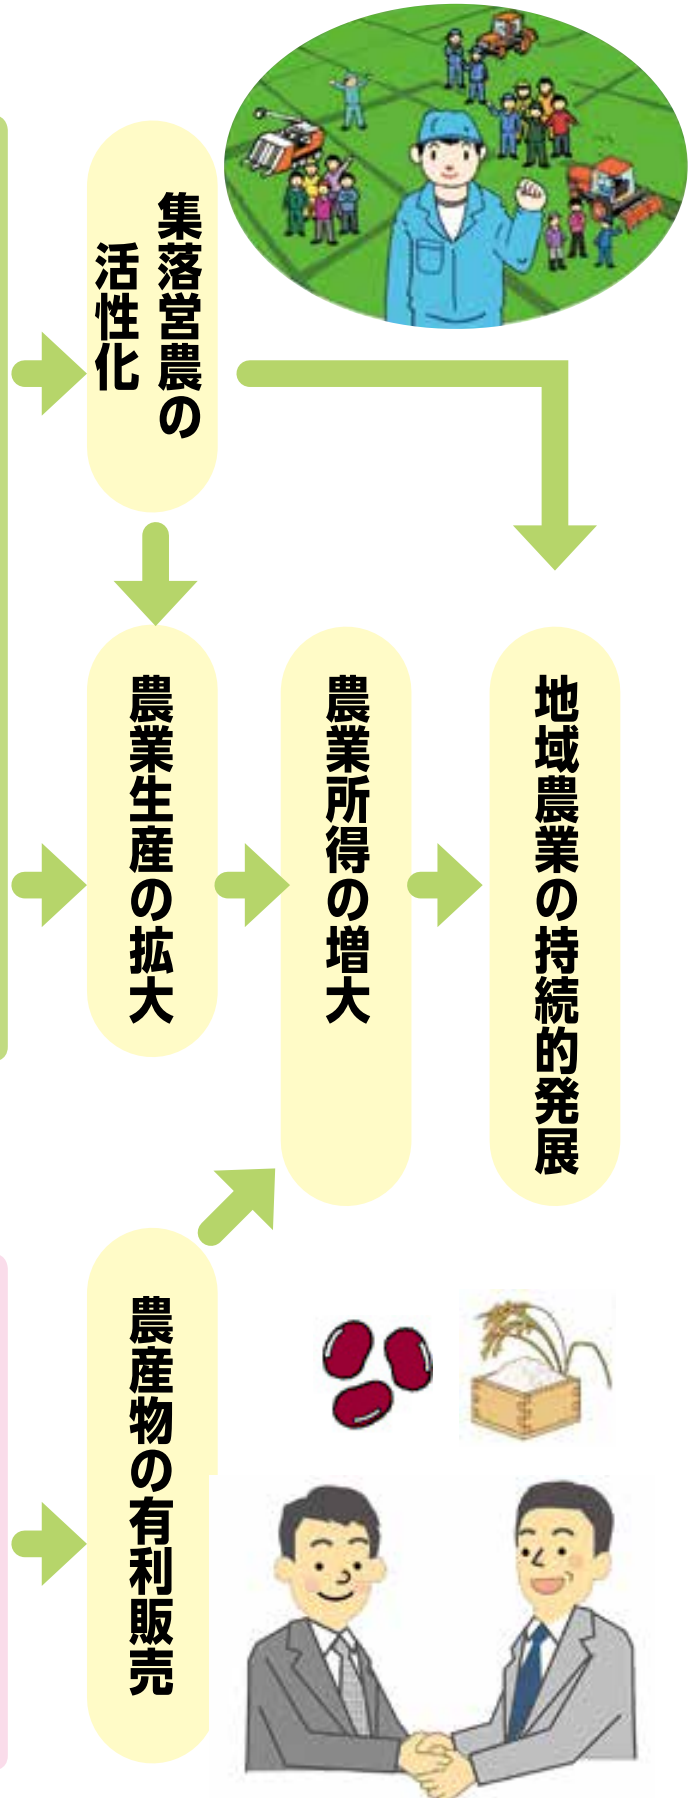 集落営農の
活性化
農業生産の拡大
農業所得の増大
地域農業の持続的発展
農産物の有利販売